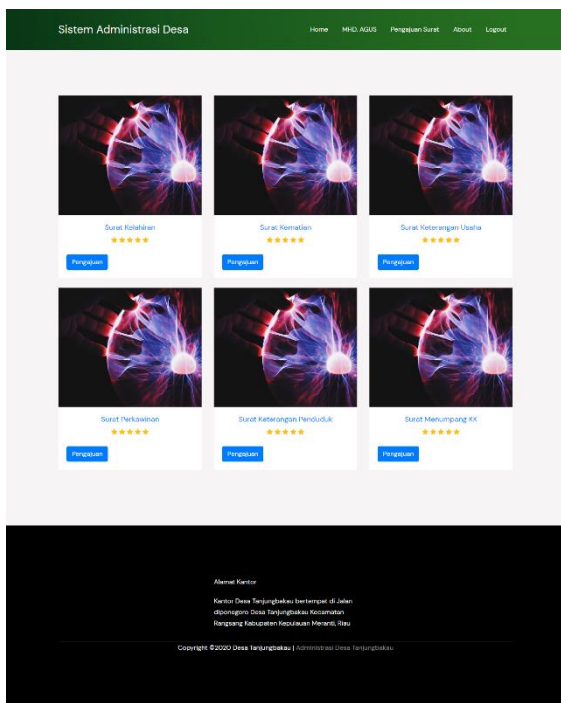 Sistem Administrasi Desa
Home MHD. AGUS Pengajuan Surat About Logout
Surat Kelahiran
Surat Kematian
Surat Keterangan Usaha
Pengajuan
Pengajuan
Pengajuan
Surat Perkawinan
Surat Keterangan Penduduk
Surat Menumpang KK
Pengajuan
Pengajuan
Pengajuan
Alamat Kantor
Kantor Desa Tanjungbakau bertempat di Jalan
diponegoro Desa Tanjungbakau Kecamatan
Rangsang Kabupaten Kepulauan Meranti, Riau
Copyright ©2020 Desa Tanjungbakau | Administrasi Desa Tanjungbakau